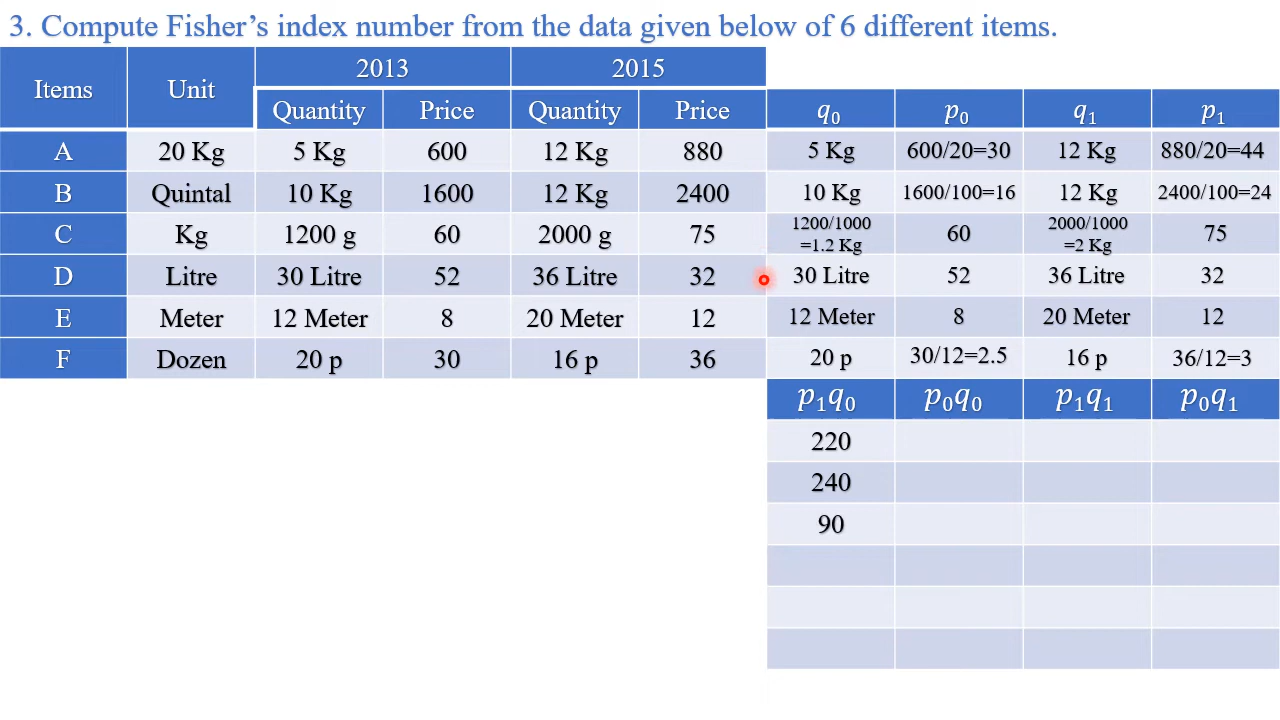 3. Compute Fisher’s index number from the data given below of 6 different items.
Items Unit 2013 2015
Quantity Price Quantity Price q₀ p₀ q₁ p₁
A 20 Kg 5 Kg 600 12 Kg 880 5 Kg 600/20=30 12 Kg 880/20=44
B Quintal 10 Kg 1600 12 Kg 2400 10 Kg 1600/100=16 12 Kg 2400/100=24
C Kg 1200 g 60 2000 g 75 1200/1000 =1.2 Kg 60 2000/1000 =2 Kg 75
D Litre 30 Litre 52 36 Litre 32 30 Litre 52 36 Litre 32
E Meter 12 Meter 8 20 Meter 12 12 Meter 8 20 Meter 12
F Dozen 20 p 30 16 p 36 20 p 30/12=2.5 16 p 36/12=3
p₁q₀ p₀q₀ p₁q₁ p₀q₁
220
240
90